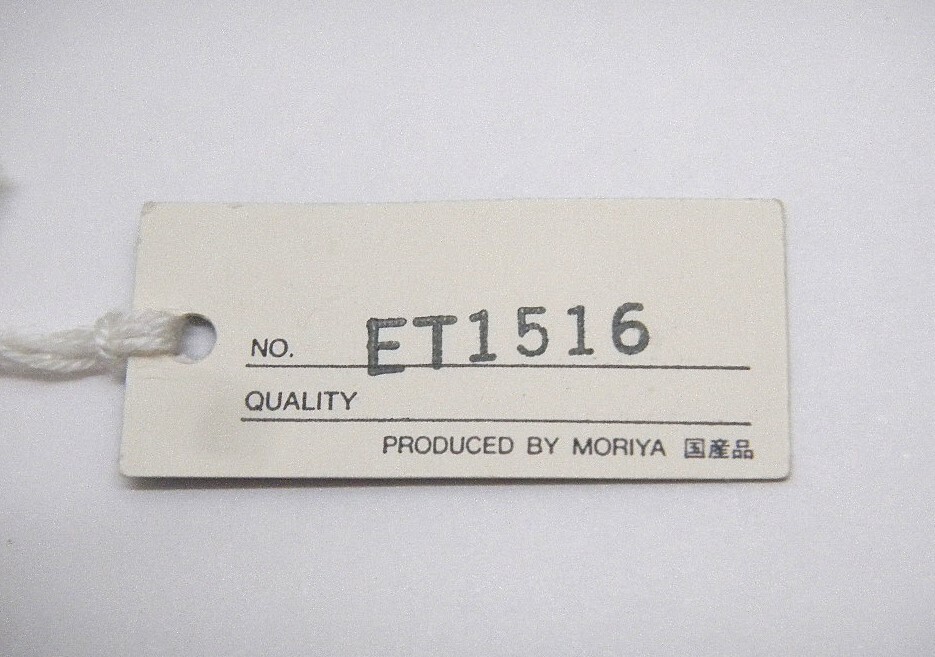 NO. ET1516
QUALITY
PRODUCED BY MORIYA 国産品